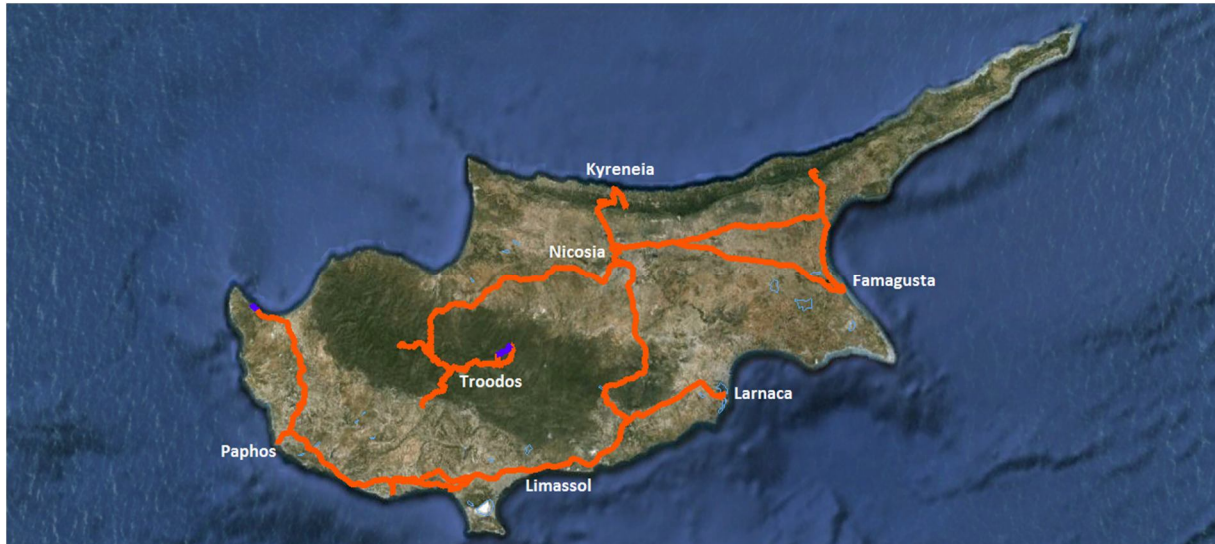 Kyreneia
Nicosia
Famagusta
Troodos
Larnaca
Paphos
Limassol